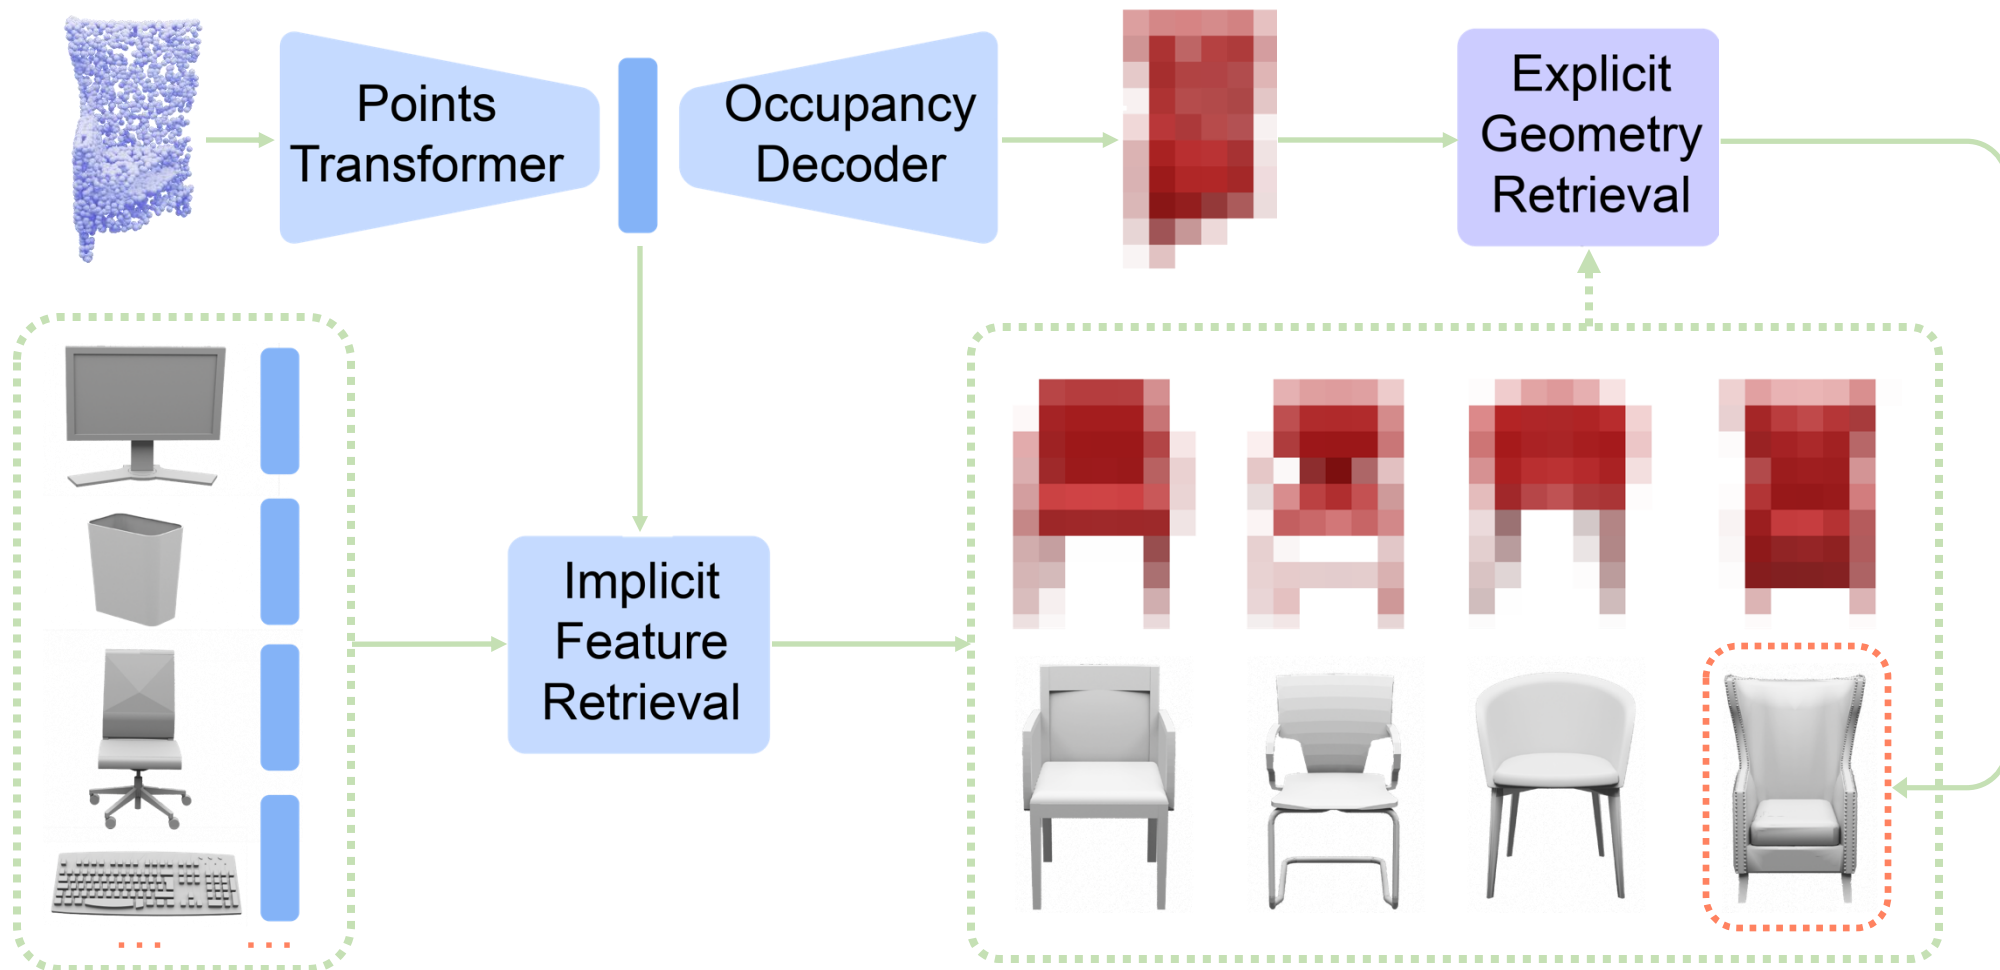 Points
Transformer
Occupancy
Decoder
Explicit
Geometry
Retrieval
Implicit
Feature
Retrieval